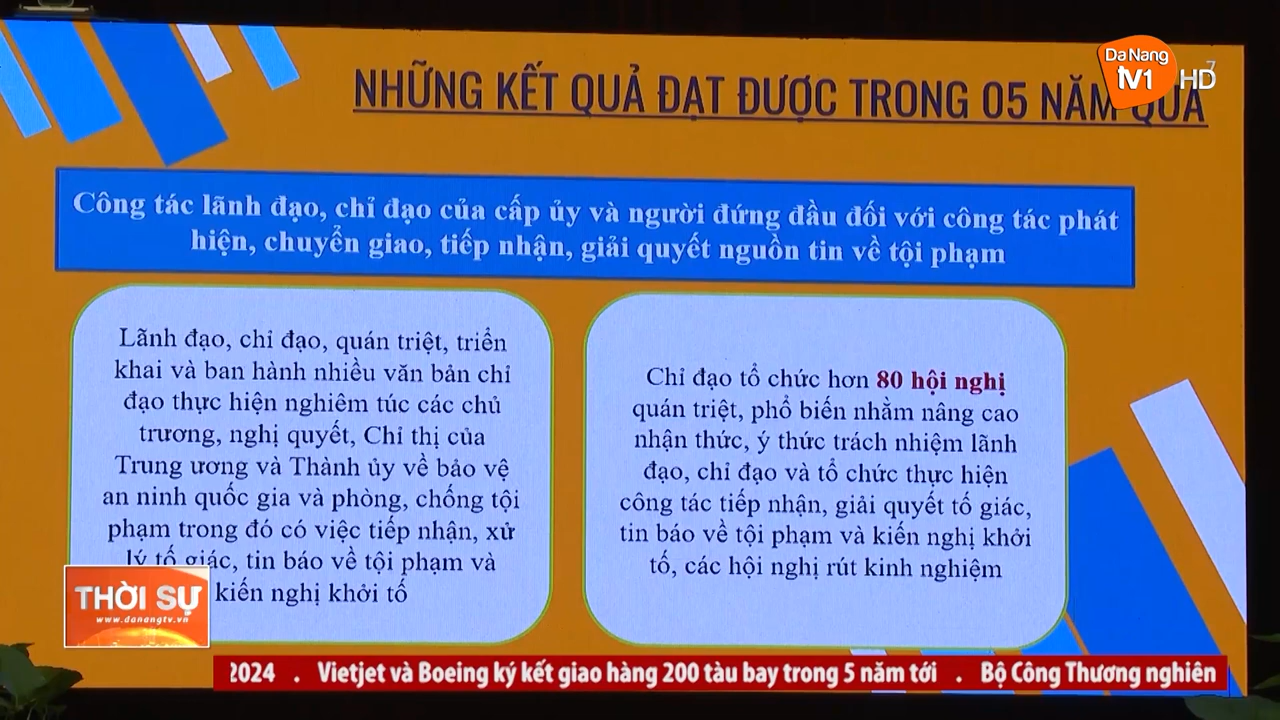 Da Nang
TV1 HD
7
NHỮNG KẾT QUẢ ĐẠT ĐƯỢC TRONG 05 NĂM QUA
Công tác lãnh đạo, chỉ đạo của cấp ủy và người đứng đầu đối với công tác phát
hiện, chuyển giao, tiếp nhận, giải quyết nguồn tin về tội phạm
Lãnh đạo, chỉ đạo, quán triệt, triển
khai và ban hành nhiều văn bản chỉ
đạo thực hiện nghiêm túc các chủ
trương, nghị quyết, Chỉ thị của
Trung ương và Thành ủy về bảo vệ
an ninh quốc gia và phòng, chống tội
phạm trong đó có việc tiếp nhận, xử
lý tố giác, tin báo về tội phạm và
kiến nghị khởi tố
Chỉ đạo tổ chức hơn 80 hội nghị
quán triệt, phổ biến nhằm nâng cao
nhận thức, ý thức trách nhiệm lãnh
đạo, chỉ đạo và tổ chức thực hiện
công tác tiếp nhận, giải quyết tố giác,
tin báo về tội phạm và kiến nghị khởi
tố, các hội nghị rút kinh nghiệm
THỜI SỰ
www.danangtv.vn
2024 . Vietjet và Boeing ký kết giao hàng 200 tàu bay trong 5 năm tới . Bộ Công Thương nghiên